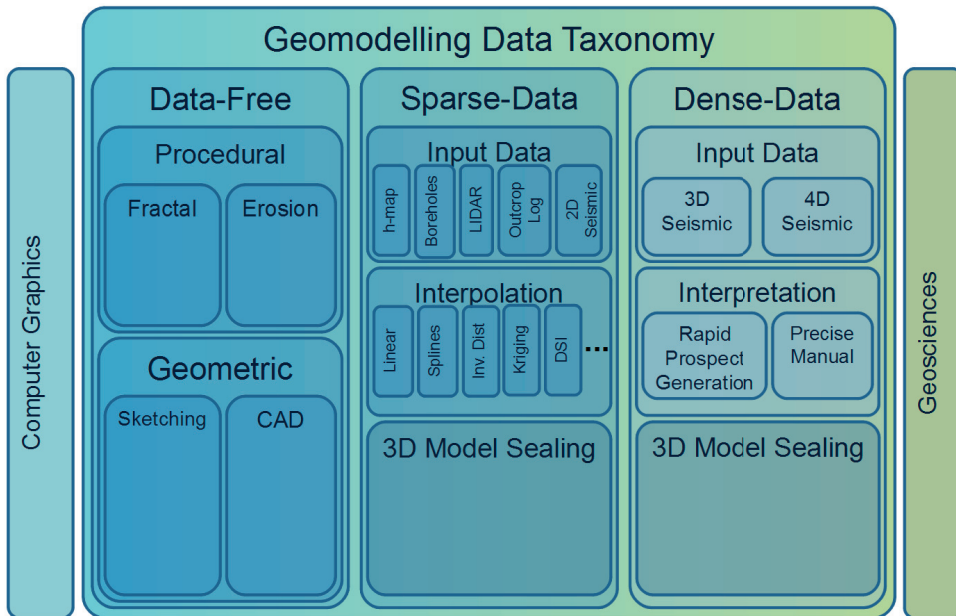 Geomodelling Data Taxonomy
Computer Graphics
Data-Free
Procedural
Fractal
Erosion
Geometric
Sketching
CAD
Sparse-Data
Input Data
h-map
Boreholes
LIDAR
Outcrop
Log
2D
Seismic
Interpolation
Linear
Splines
Inv. Dist
Kriging
DSI
...
3D Model Sealing
Dense-Data
Input Data
3D
Seismic
4D
Seismic
Interpretation
Rapid
Prospect
Generation
Precise
Manual
3D Model Sealing
Geosciences